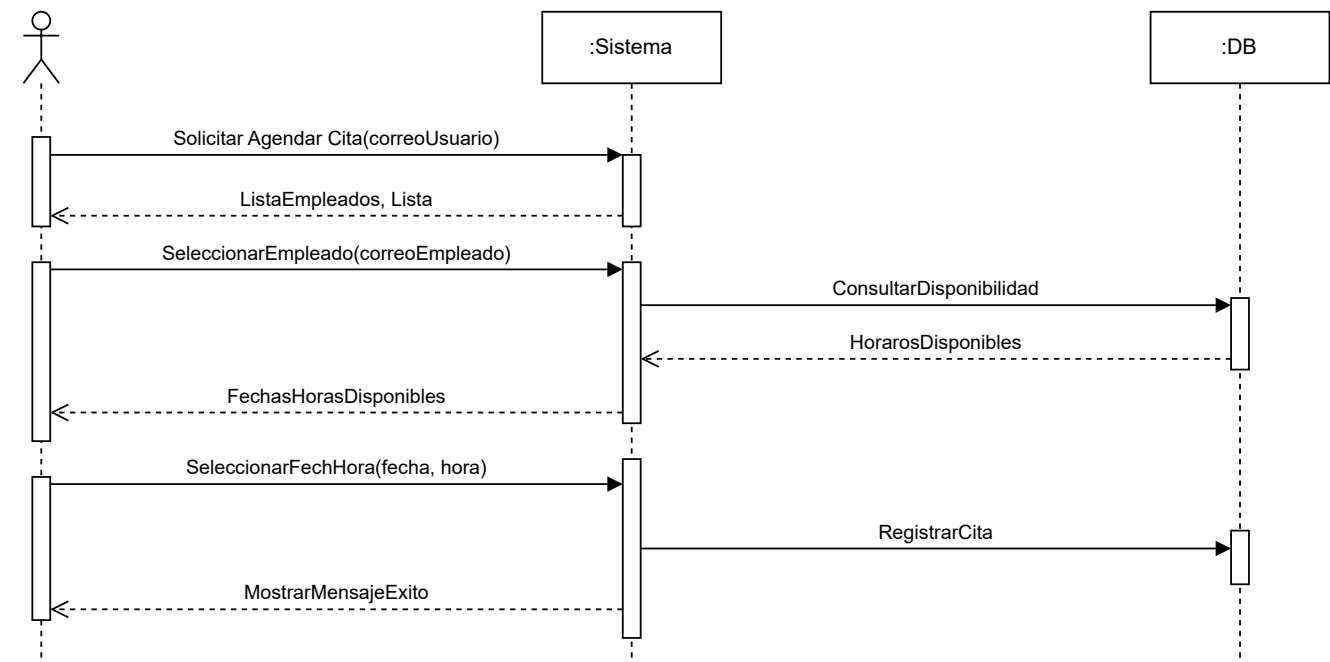 :Sistema
:DB
Solicitar Agendar Cita(correoUsuario)
ListaEmpleados, Lista
SeleccionarEmpleado(correoEmpleado)
ConsultarDisponibilidad
HorarosDisponibles
FechasHorasDisponibles
SeleccionarFechHora(fecha, hora)
RegistrarCita
MostrarMensajeExito